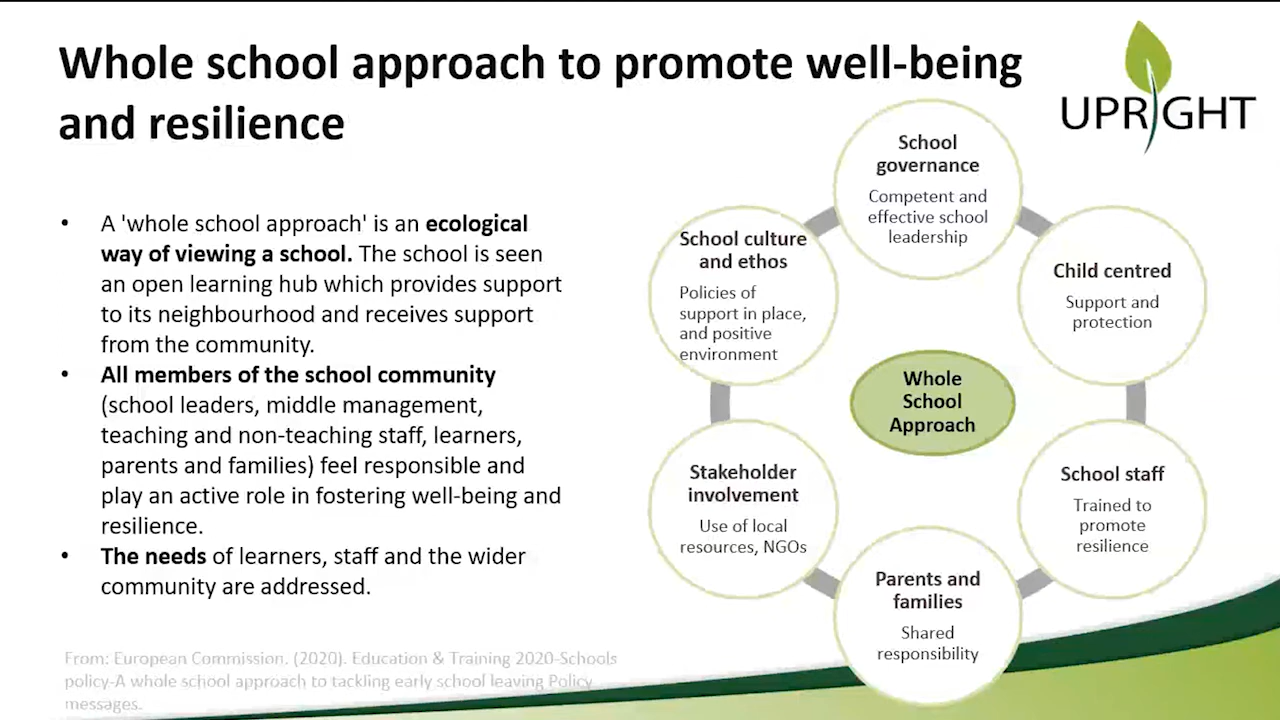 Whole school approach to promote well-being
and resilience
UPRIGHT
• A 'whole school approach' is an ecological
way of viewing a school. The school is seen
an open learning hub which provides support
to its neighbourhood and receives support
from the community.
• All members of the school community
(school leaders, middle management,
teaching and non-teaching staff, learners,
parents and families) feel responsible and
play an active role in fostering well-being and
resilience.
• The needs of learners, staff and the wider
community are addressed.
School
governance
Competent and
effective school
leadership
Child centred
Support and
protection
School staff
Trained to
promote
resilience
Parents and
families
Shared
responsibility
Stakeholder
involvement
Use of local
resources, NGOs
School culture
and ethos
Policies of
support in place,
and positive
environment
Whole
School
Approach
From: European Commission. (2020). Education & Training 2020-Schools
policy-A whole school approach to tackling early school leaving Policy
messages.